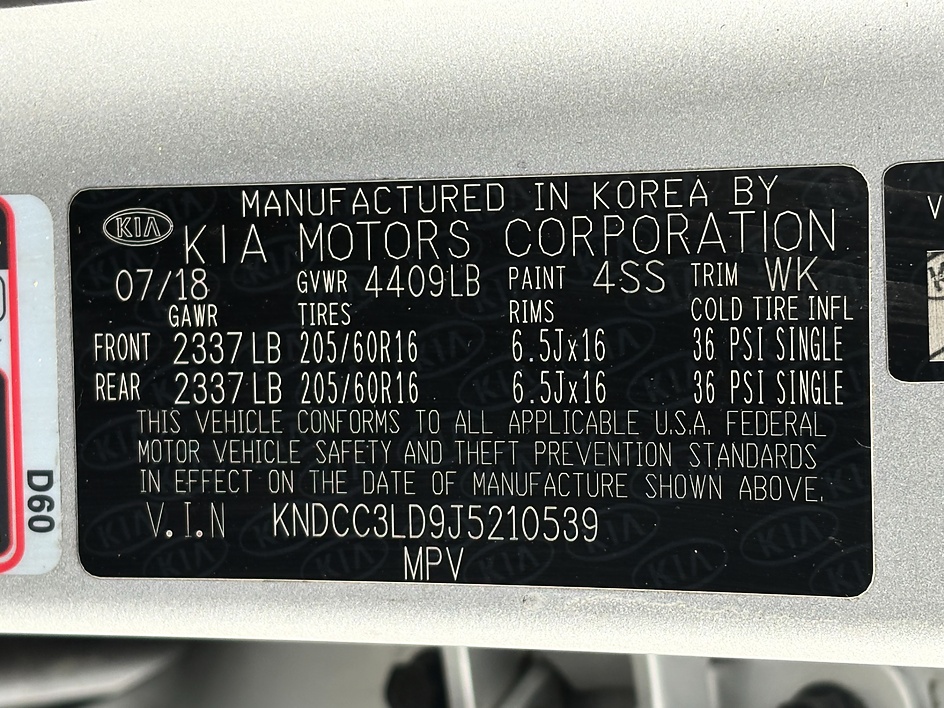 MANUFACTURED IN KOREA BY
KIA KIA MOTORS CORPORATION
07/18 GVWR 4409LB PAINT 4SS TRIM WK
GAWR TIRES RIMS COLD TIRE INFL
FRONT 2337LB 205/60R16 6.5Jx16 36 PSI SINGLE
REAR 2337LB 205/60R16 6.5Jx16 36 PSI SINGLE
THIS VEHICLE CONFORMS TO ALL APPLICABLE U.S.A. FEDERAL
MOTOR VEHICLE SAFETY AND THEFT PREVENTION STANDARDS
IN EFFECT ON THE DATE OF MANUFACTURE SHOWN ABOVE.
V.I.N KNDCC3LD9J5210539
MPV
D60